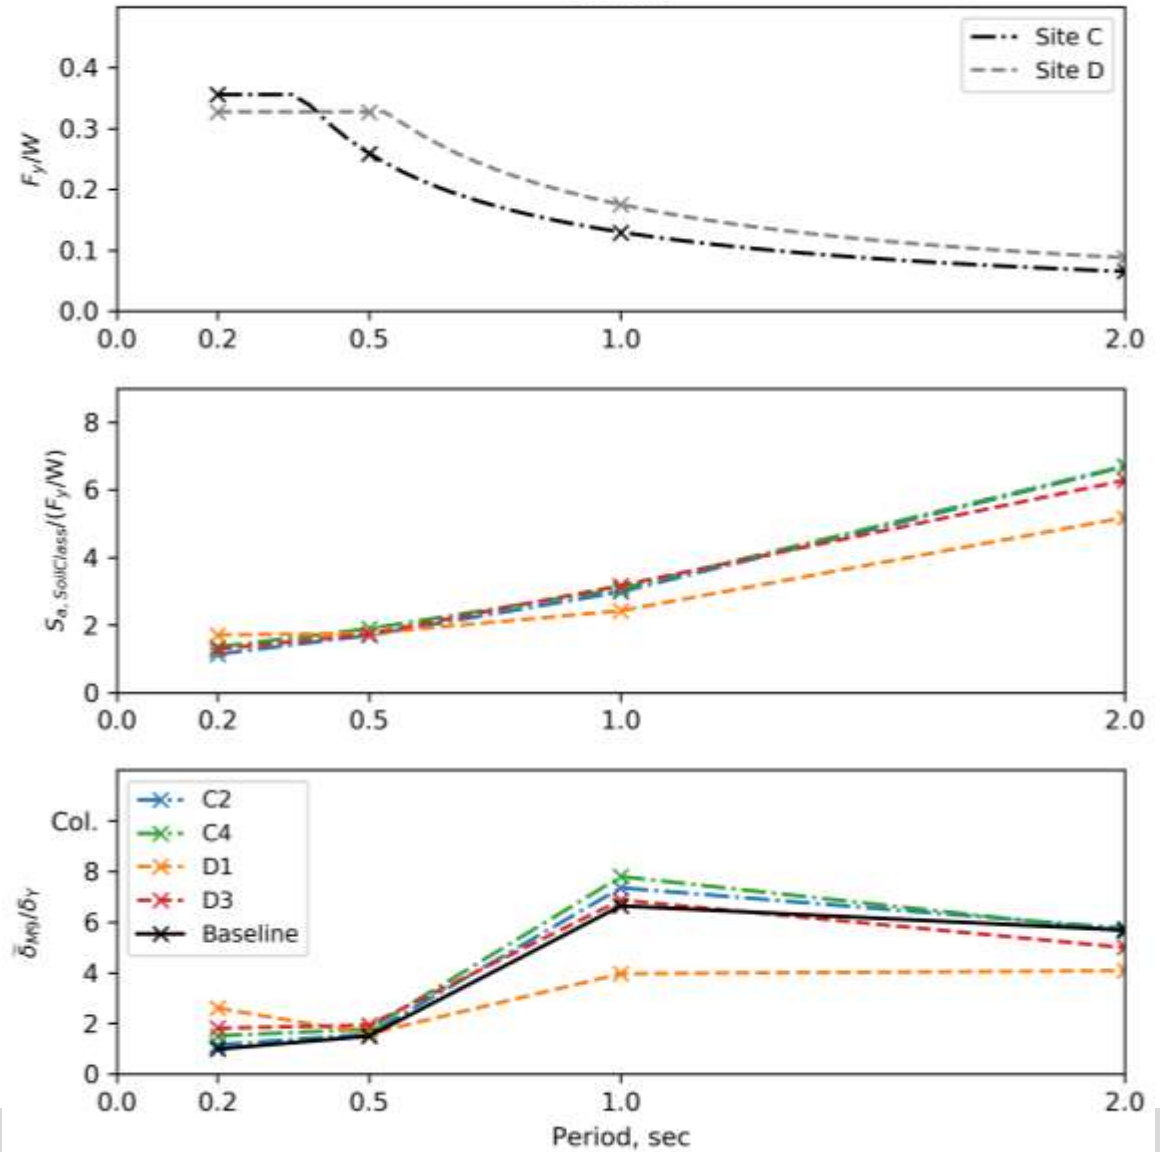 Site C
Site D
0.4
0.3
0.2
0.1
0.0
F_y/W
0.0 0.2 0.5 1.0 2.0
8
6
4
2
0
S_{a, SoilClass}/(F_y/W)
0.0 0.2 0.5 1.0 2.0
C2
C4
D1
D3
Baseline
Col.
8
6
4
2
0
δ̃_{M9}/δ_Y
0.0 0.2 0.5 1.0 2.0
Period, sec